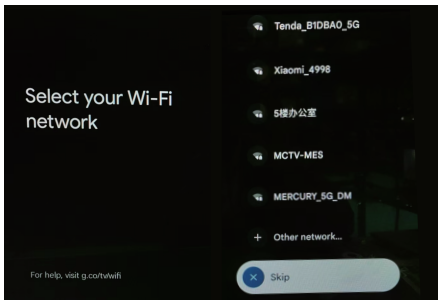 Select your Wi-Fi
network
For help, visit g.co/tv/wifi
Tenda_B1DBA0_5G
Xiaomi_4998
5楼办公室
MCTV-MES
MERCURY_5G_DM
Other network...
Skip